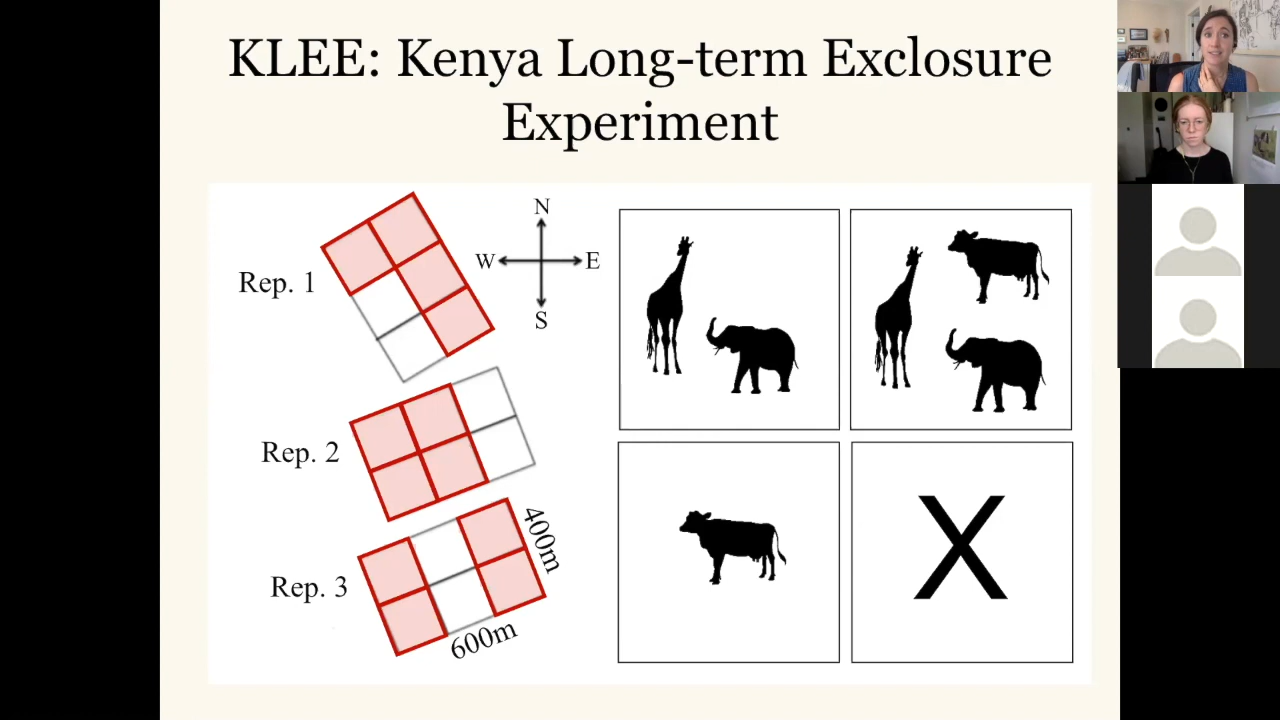 KLEE: Kenya Long-term Exclosure
Experiment
N
W
E
S
Rep. 1
Rep. 2
Rep. 3
400m
600m
X